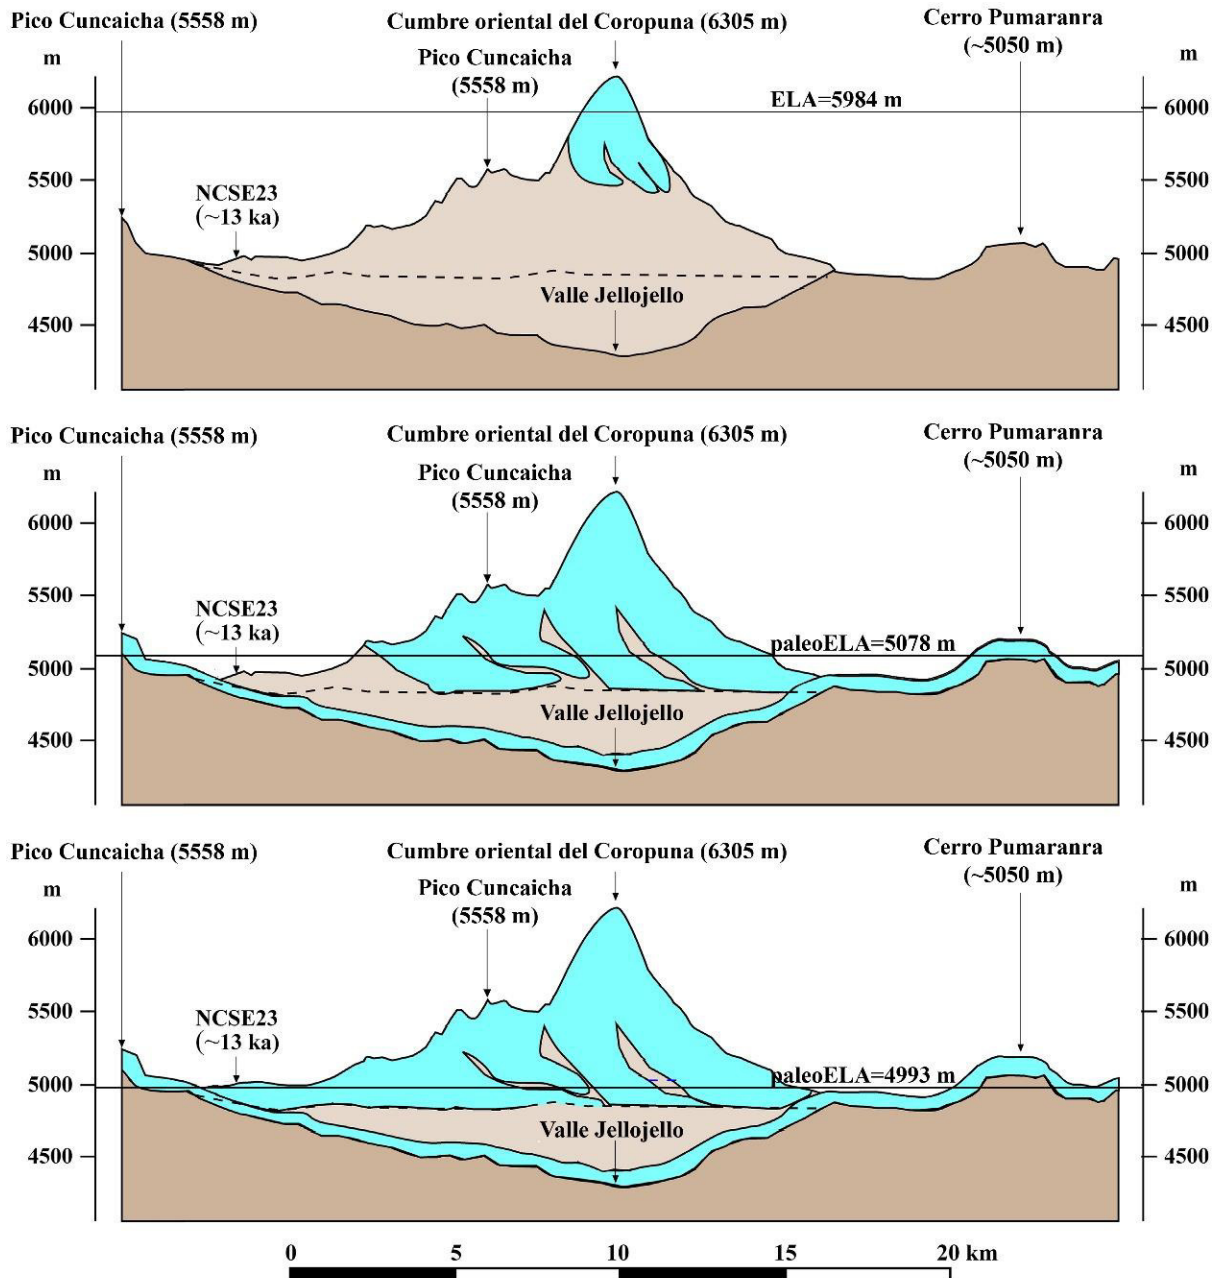 Pico Cuncaicha (5558 m)
Cumbre oriental del Coropuna (6305 m)
Cerro Pumaranra
(~5050 m)
m
Pico Cuncaicha
(5558 m)
m
6000
ELA=5984 m
6000
5500
NCSE23
(~13 ka)
5500
5000
5000
Valle Jellojello
4500
4500
Pico Cuncaicha (5558 m)
Cumbre oriental del Coropuna (6305 m)
Cerro Pumaranra
(~5050 m)
m
Pico Cuncaicha
(5558 m)
m
6000
6000
5500
NCSE23
(~13 ka)
5500
paleoELA=5078 m
5000
5000
Valle Jellojello
4500
4500
Pico Cuncaicha (5558 m)
Cumbre oriental del Coropuna (6305 m)
Cerro Pumaranra
(~5050 m)
m
Pico Cuncaicha
(5558 m)
m
6000
6000
5500
NCSE23
(~13 ka)
5500
paleoELA=4993 m
5000
5000
Valle Jellojello
4500
4500
0 5 10 15 20 km